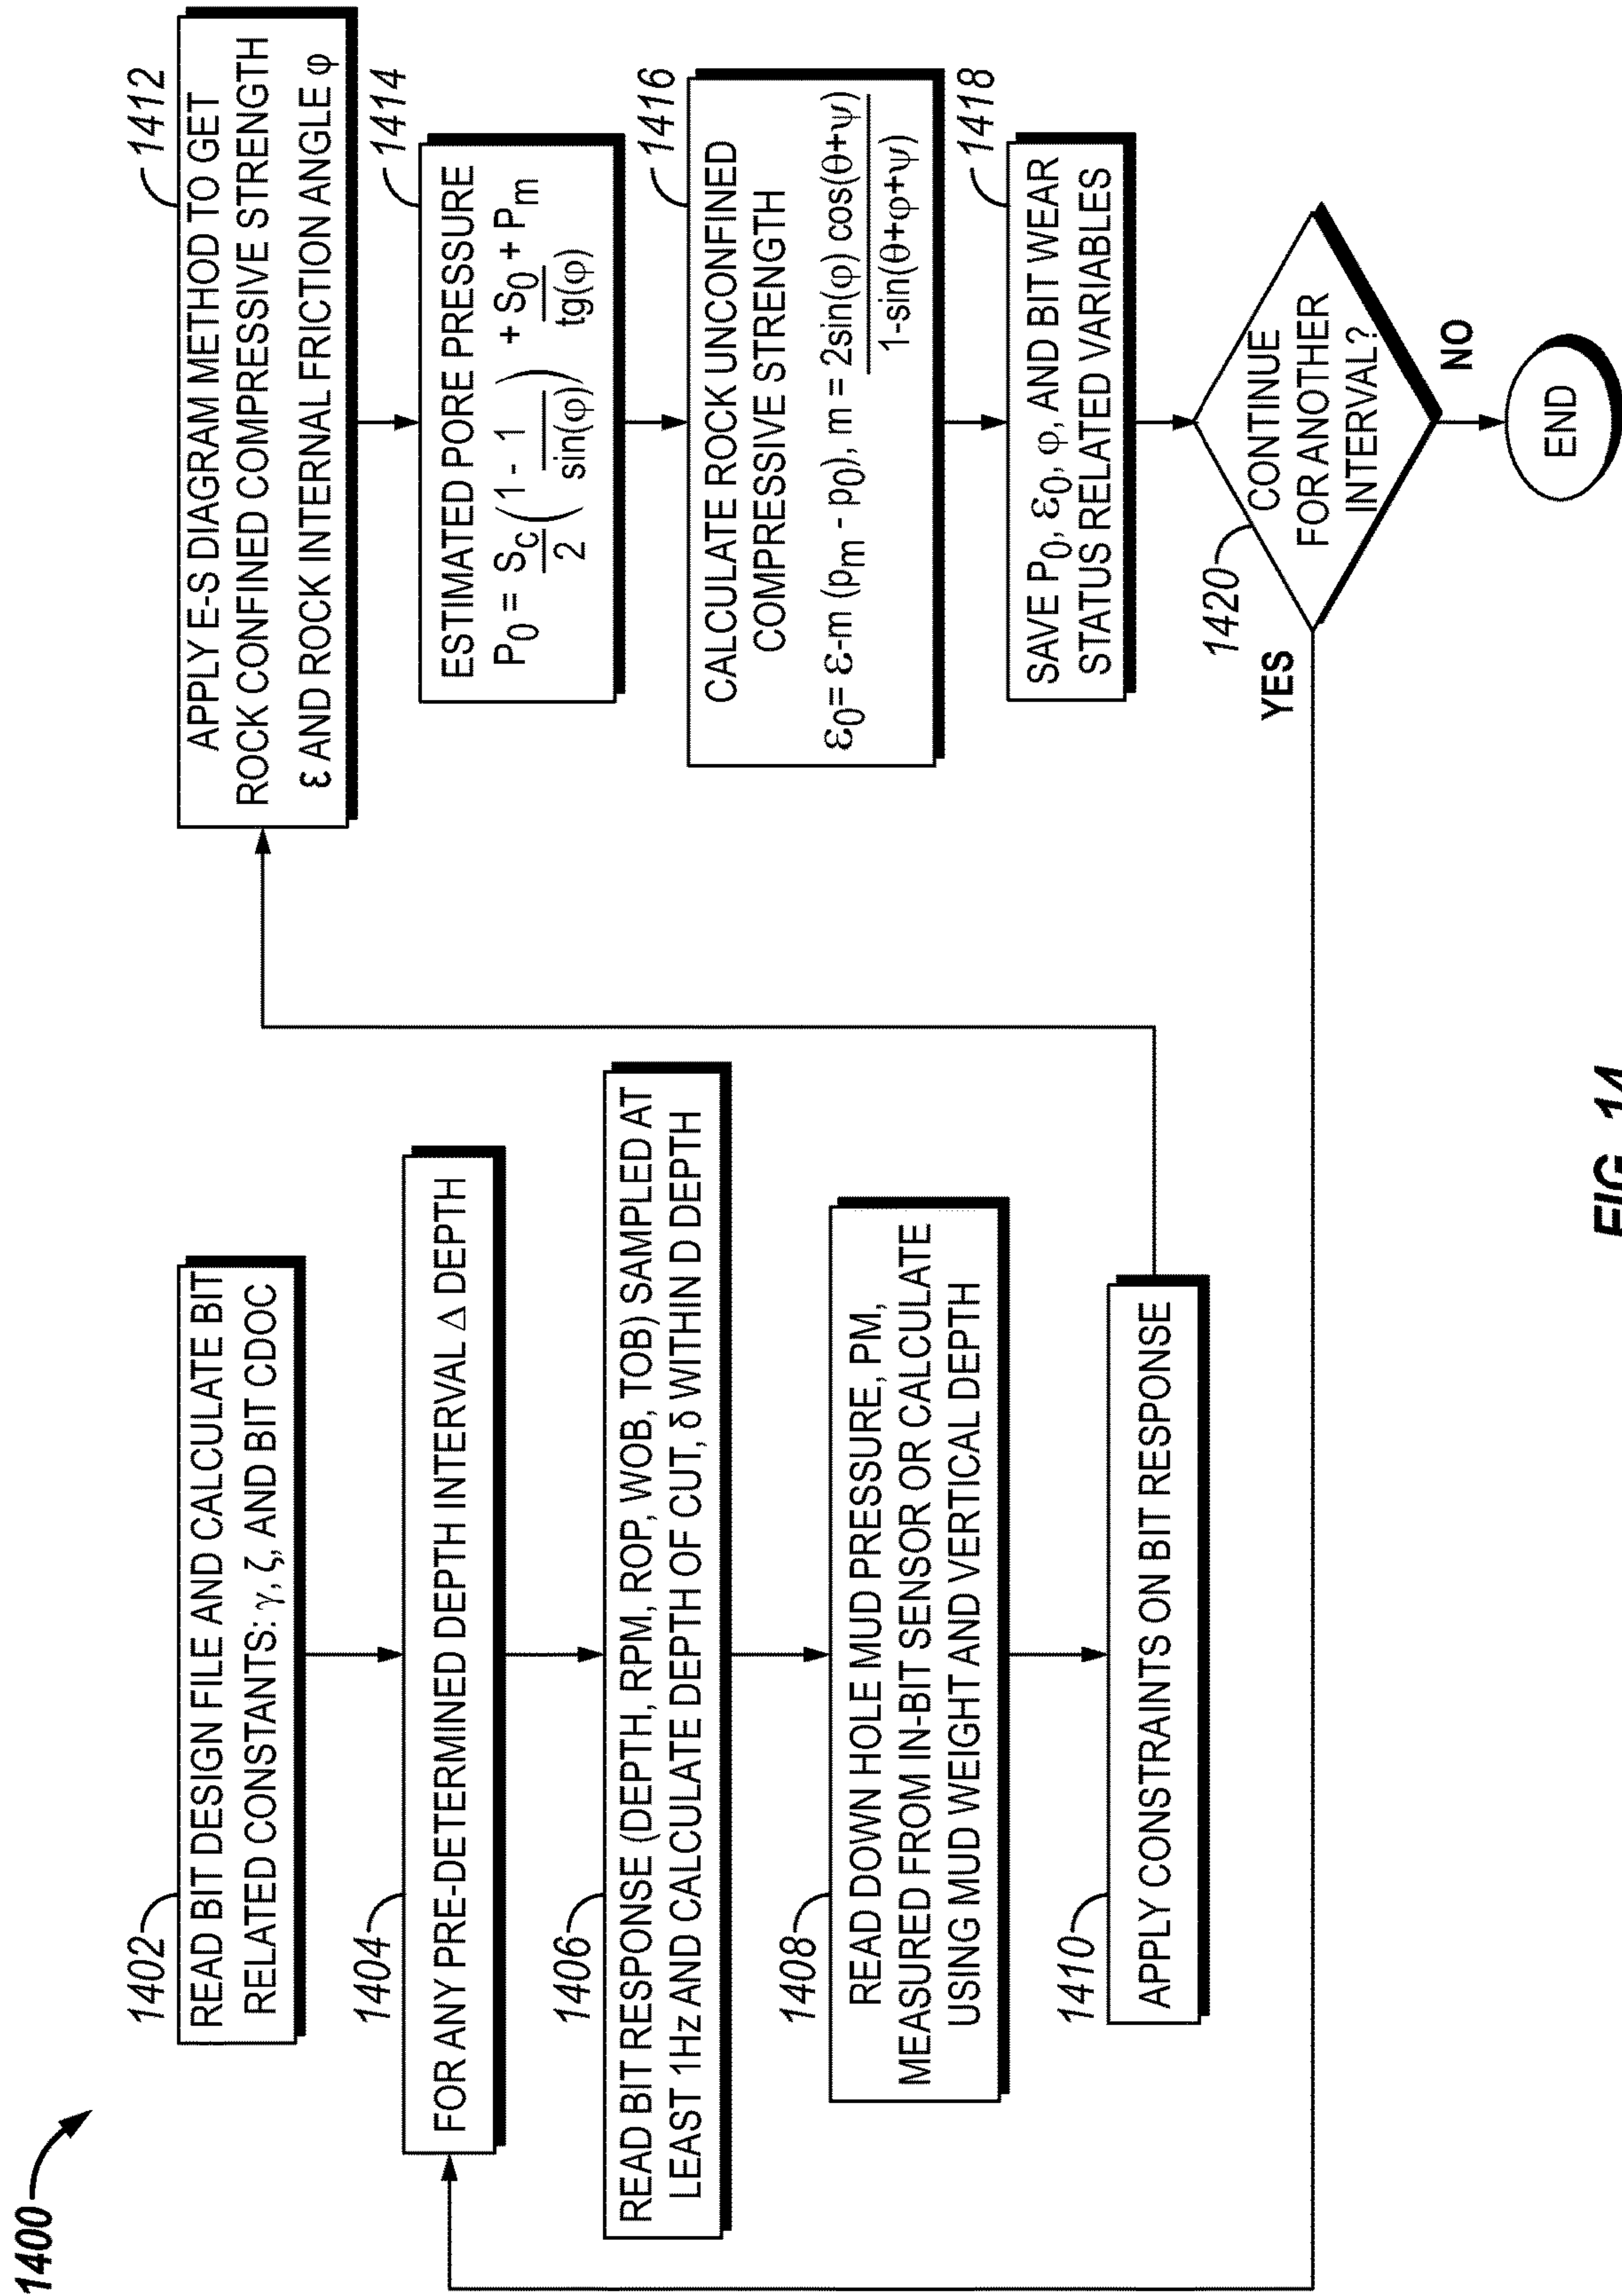 1400
1402
READ BIT DESIGN FILE AND CALCULATE BIT
RELATED CONSTANTS: γ, ζ, AND BIT CDOC
1404
FOR ANY PRE-DETERMINED DEPTH INTERVAL Δ DEPTH
1406
READ BIT RESPONSE (DEPTH, RPM, ROP, WOB, TOB) SAMPLED AT
LEAST 1Hz AND CALCULATE DEPTH OF CUT, δ WITHIN D DEPTH
1408
READ DOWN HOLE MUD PRESSURE, PM,
MEASURED FROM IN-BIT SENSOR OR CALCULATE
USING MUD WEIGHT AND VERTICAL DEPTH
1410
APPLY CONSTRAINTS ON BIT RESPONSE
1412
APPLY E-S DIAGRAM METHOD TO GET
ROCK CONFINED COMPRESSIVE STRENGTH
ε AND ROCK INTERNAL FRICTION ANGLE φ
1414
ESTIMATED PORE PRESSURE
P₀ = S_C/2 (1 - 1/sin(φ)) + S₀/tg(φ) + P_m
1416
CALCULATE ROCK UNCONFINED
COMPRESSIVE STRENGTH
ε₀= ε-m (p_m - p₀), m = 2sin(φ) cos(θ+ψ)/1-sin(θ+φ+ψ)
1418
SAVE P₀, ε₀, φ, AND BIT WEAR
STATUS RELATED VARIABLES
1420
CONTINUE
FOR ANOTHER
INTERVAL?
YES
NO
END
FIG. 14